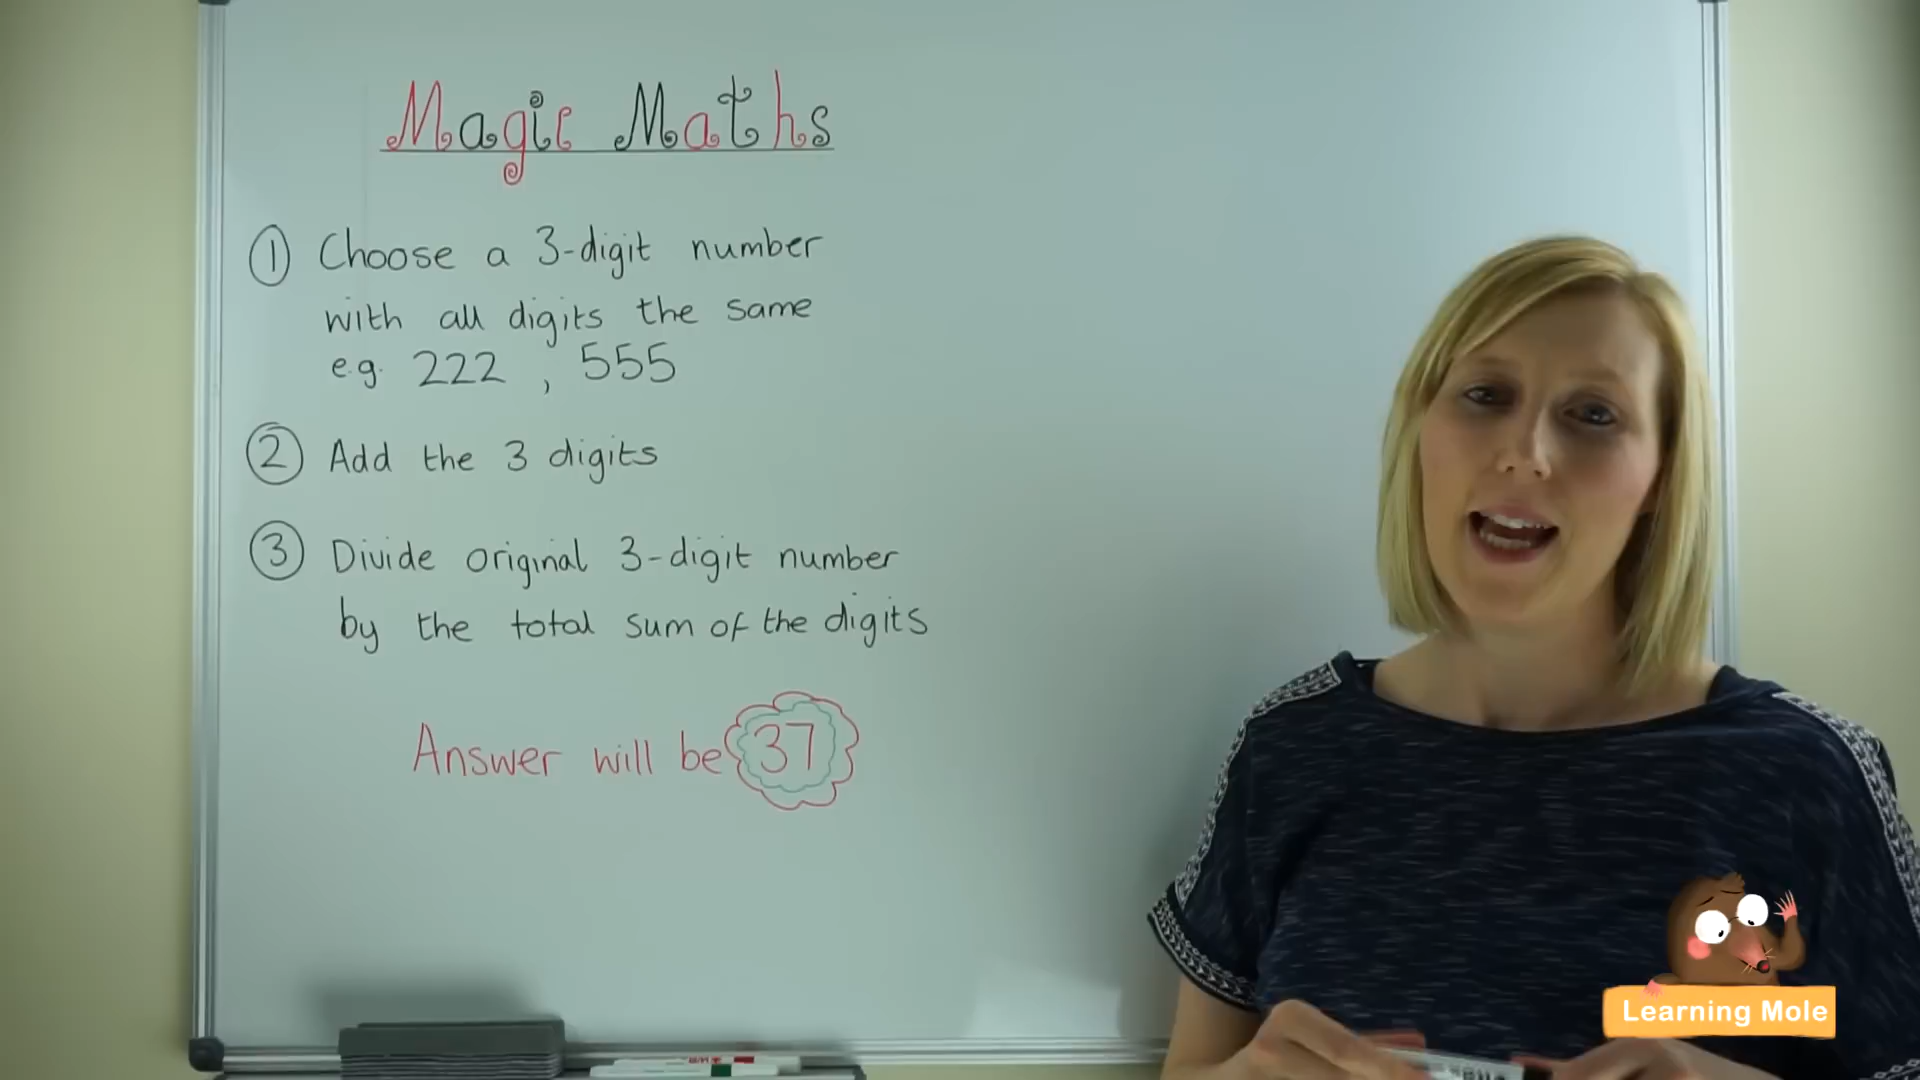 Magic Maths
① Choose a 3-digit number
with all digits the same
e.g. 222 , 555
② Add the 3 digits
③ Divide original 3-digit number
by the total sum of the digits
Answer will be 37
Learning Mole